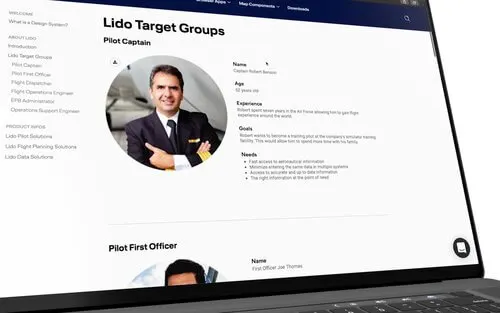 Browser Apps
Map Components
Downloads
WELCOME
What is a Design System?
ABOUT LIDO
Introduction
Lido Target Groups
Pilot Captain
Pilot First Officer
Flight Dispatcher
Flight Operations Engineer
EFB Administrator
Operations Support Engineer
PRODUCT INFOS
Lido Pilot Solutions
Lido Flight Planning Solutions
Lido Data Solutions
Lido Target Groups
Pilot Captain
Name
Captain Robert Benson
Age
52 years old
Experience
Robert spent seven years in the Air Force allowing him to gain flight
experience around the world.
Goals
Robert wants to become a training pilot at the company's simulator training
facility. This would allow him to spend more time with his family.
Needs
Fast access to aeronautical information
Minimize entering the same data in multiple systems
Access to accurate and up to date information
The right information at the point of need
Pilot First Officer
Name
First Officer Joe Thomas